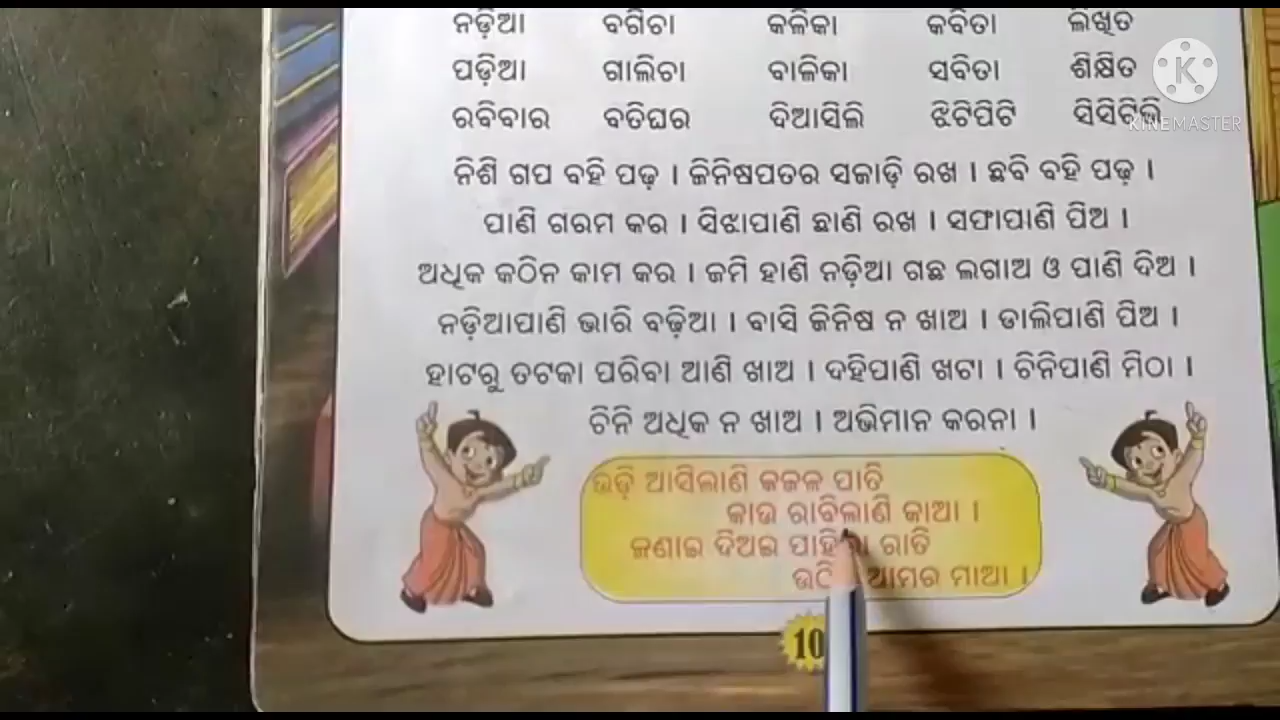 ନଡ଼ିଆ ବଗିଚା କଳିକା କବିତା ଲିଖିତ
ପଡ଼ିଆ ଗାଲିଚା ବାଳିକା ସବିତା ଶିକ୍ଷିତ
ରବିବାର ବତିଘର ଦିଆସିଲି ଝିଟିପିଟି
ନିଶି ଗପ ବହି ପଢ଼ । ଜିନିଷପତର ସଜାଡ଼ି ରଖ । ଛବି ବହି ପଢ଼ ।
ପାଣି ଗରମ କର । ସିଝାପାଣି ଛାଣି ରଖ । ସଫାପାଣି ପିଅ ।
ଅଧିକ କଠିନ କାମ କର । ଜମି ହାଣି ନଡ଼ିଆ ଗଛ ଲଗାଅ ଓ ପାଣି ଦିଅ ।
ନଡ଼ିଆପାଣି ଭାରି ବଢ଼ିଆ । ବାସି ଜିନିଷ ନ ଖାଅ । ଡାଲିପାଣି ପିଅ ।
ହାଟରୁ ତଟକା ପରିବା ଆଣି ଖାଅ । ଦହିପାଣି ଖଟା । ଚିନିପାଣି ମିଠା ।
ଚିନି ଅଧିକ ନ ଖାଅ । ଅଭିମାନ କରନା ।
ଉଡ଼ି ଆସିଲାଣି କଜଳ ପାତି
କାଉ ରାବିଲାଣି କାଆ ।
ଜଣାଇ ଦିଅଇ ରାତି
ଆମର ମାଆ ।
10
K
KINEMASTER